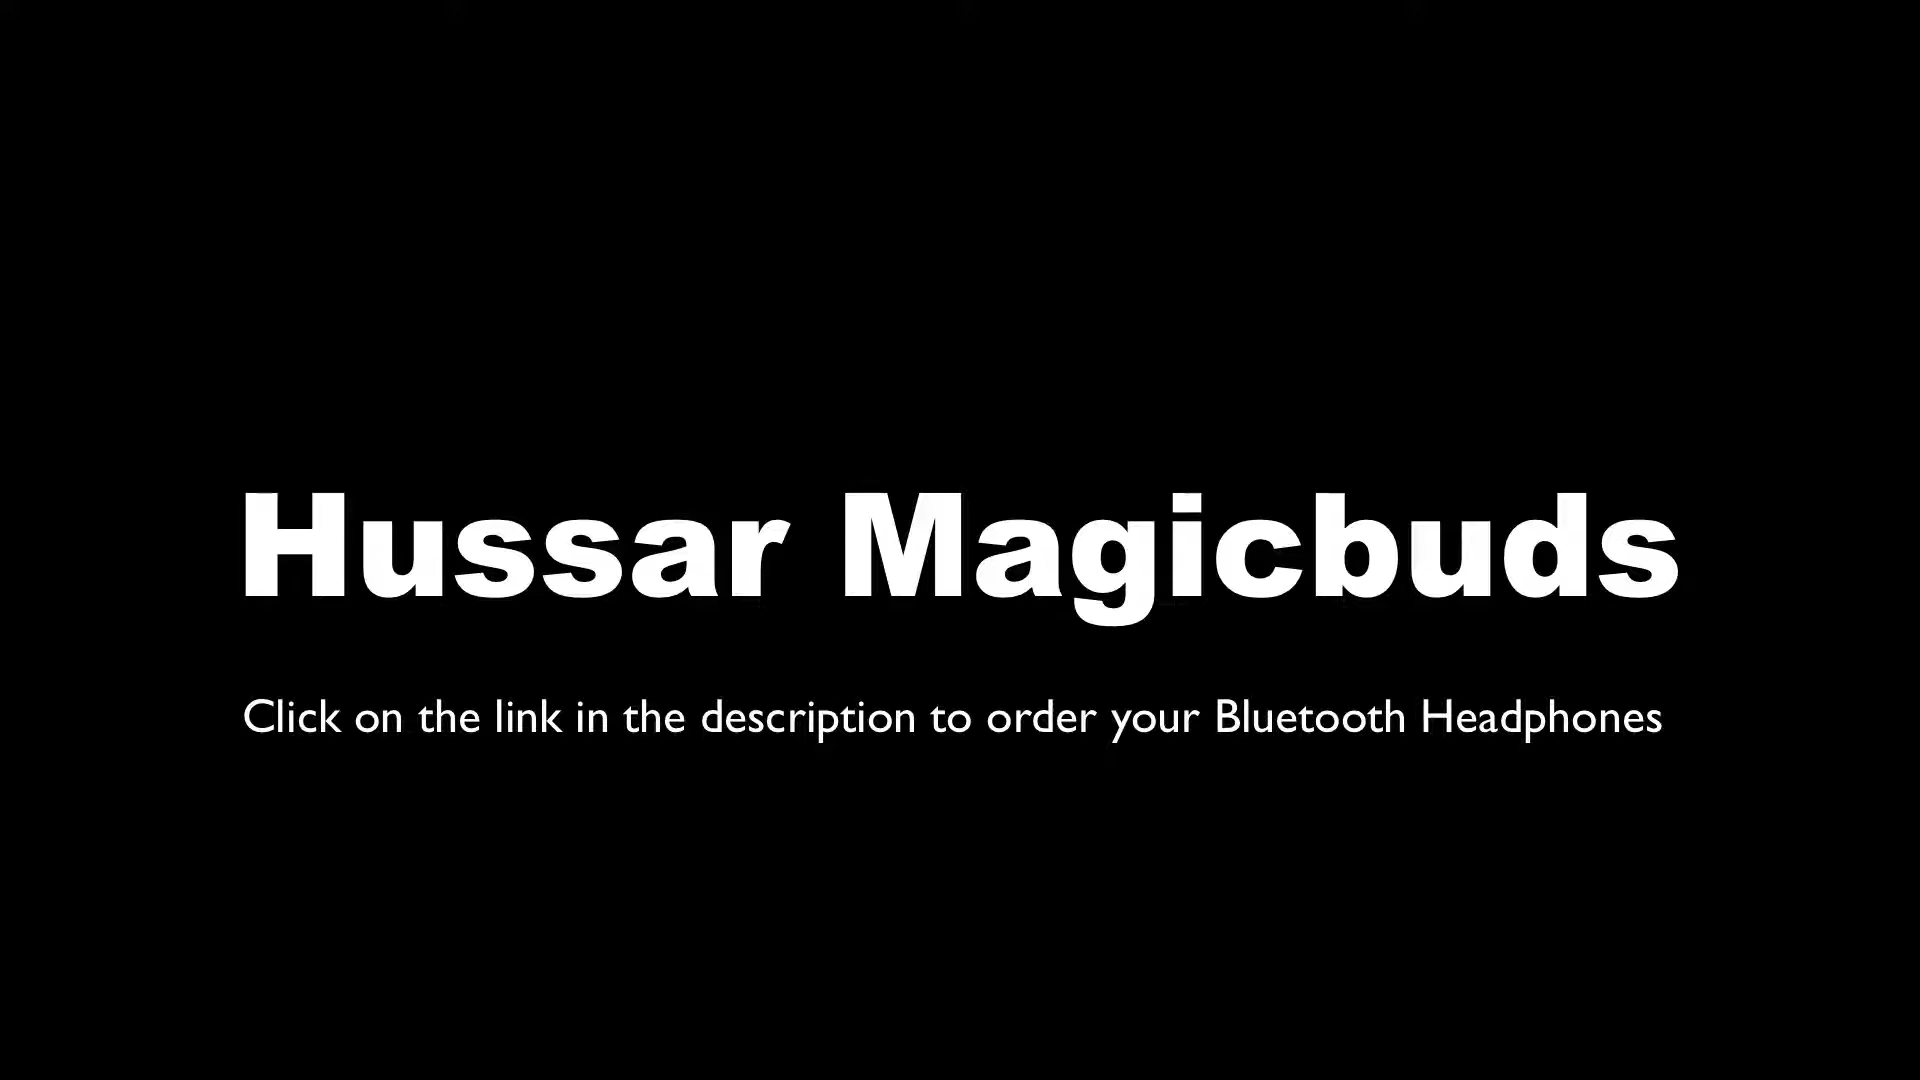 Hussar Magicbuds
Click on the link in the description to order your Bluetooth Headphones